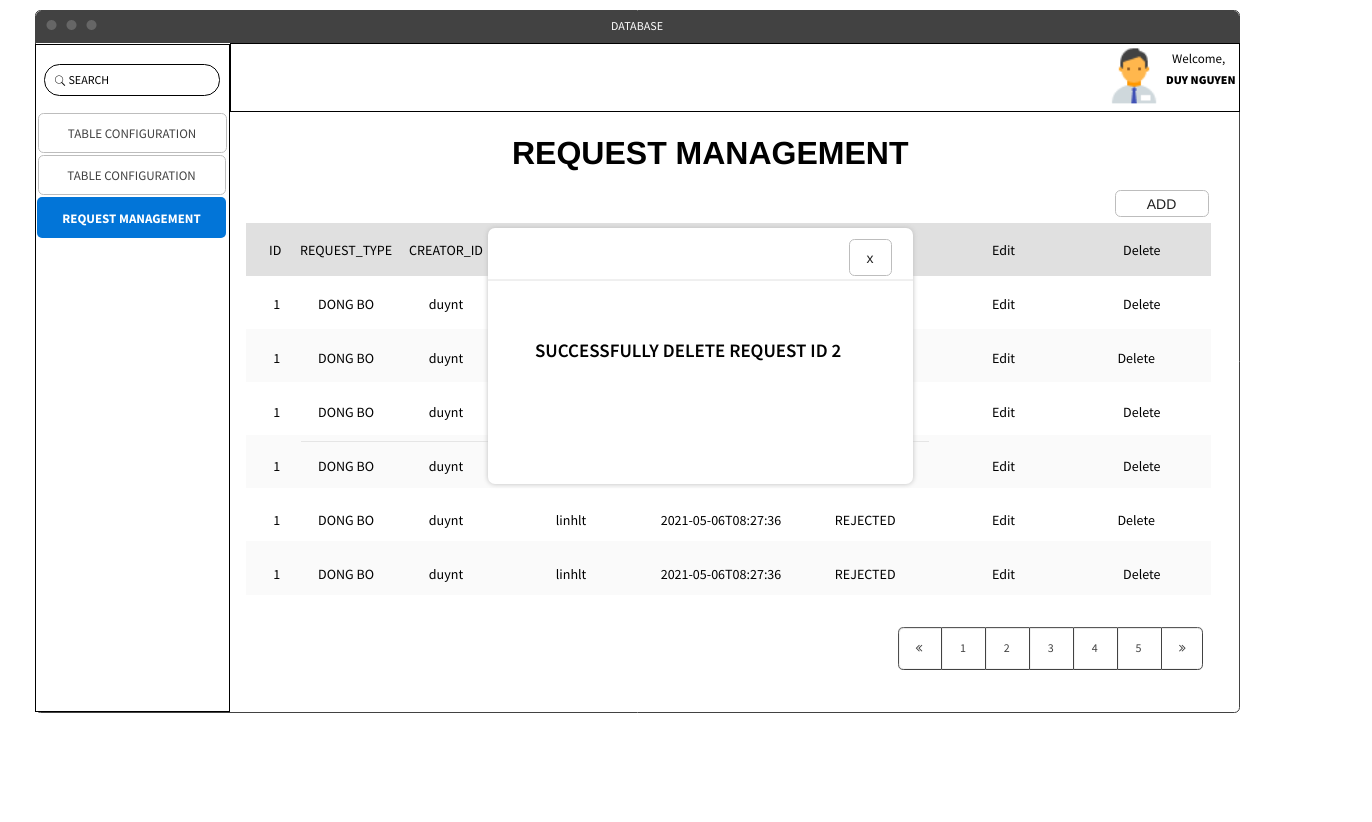 DATABASE
SEARCH
Welcome,
DUY NGUYEN
TABLE CONFIGURATION
TABLE CONFIGURATION
REQUEST MANAGEMENT
REQUEST MANAGEMENT
ADD
ID REQUEST_TYPE CREATOR_ID Edit Delete
x
1 DONG BO duynt Edit Delete
SUCCESSFULLY DELETE REQUEST ID 2
1 DONG BO duynt Edit Delete
1 DONG BO duynt Edit Delete
1 DONG BO duynt Edit Delete
1 DONG BO duynt linhlt 2021-05-06T08:27:36 REJECTED Edit Delete
1 DONG BO duynt linhlt 2021-05-06T08:27:36 REJECTED Edit Delete
« 1 2 3 4 5 »